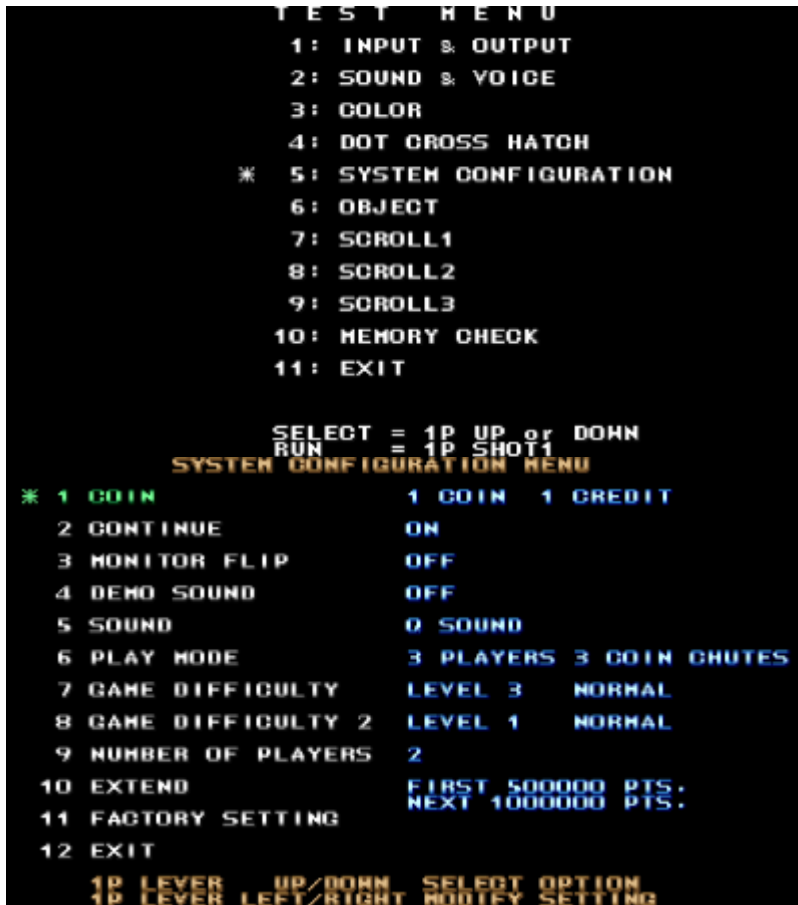 TEST MENU
1: INPUT & OUTPUT
2: SOUND & VOICE
3: COLOR
4: DOT CROSS HATCH
* 5: SYSTEM CONFIGURATION
6: OBJECT
7: SCROLL1
8: SCROLL2
9: SCROLL3
10: MEMORY CHECK
11: EXIT
SELECT = 1P UP or DOWN
RUN = 1P SHOT1
SYSTEM CONFIGURATION MENU
* 1 COIN 1 COIN 1 CREDIT
2 CONTINUE ON
3 MONITOR FLIP OFF
4 DEMO SOUND OFF
5 SOUND Q SOUND
6 PLAY MODE 3 PLAYERS 3 COIN CHUTES
7 GAME DIFFICULTY LEVEL 3 NORMAL
8 GAME DIFFICULTY 2 LEVEL 1 NORMAL
9 NUMBER OF PLAYERS 2
10 EXTEND FIRST 500000 PTS.
NEXT 1000000 PTS.
11 FACTORY SETTING
12 EXIT
1P LEVER UP/DOWN SELECT OPTION
1P LEVER LEFT/RIGHT MODIFY SETTING